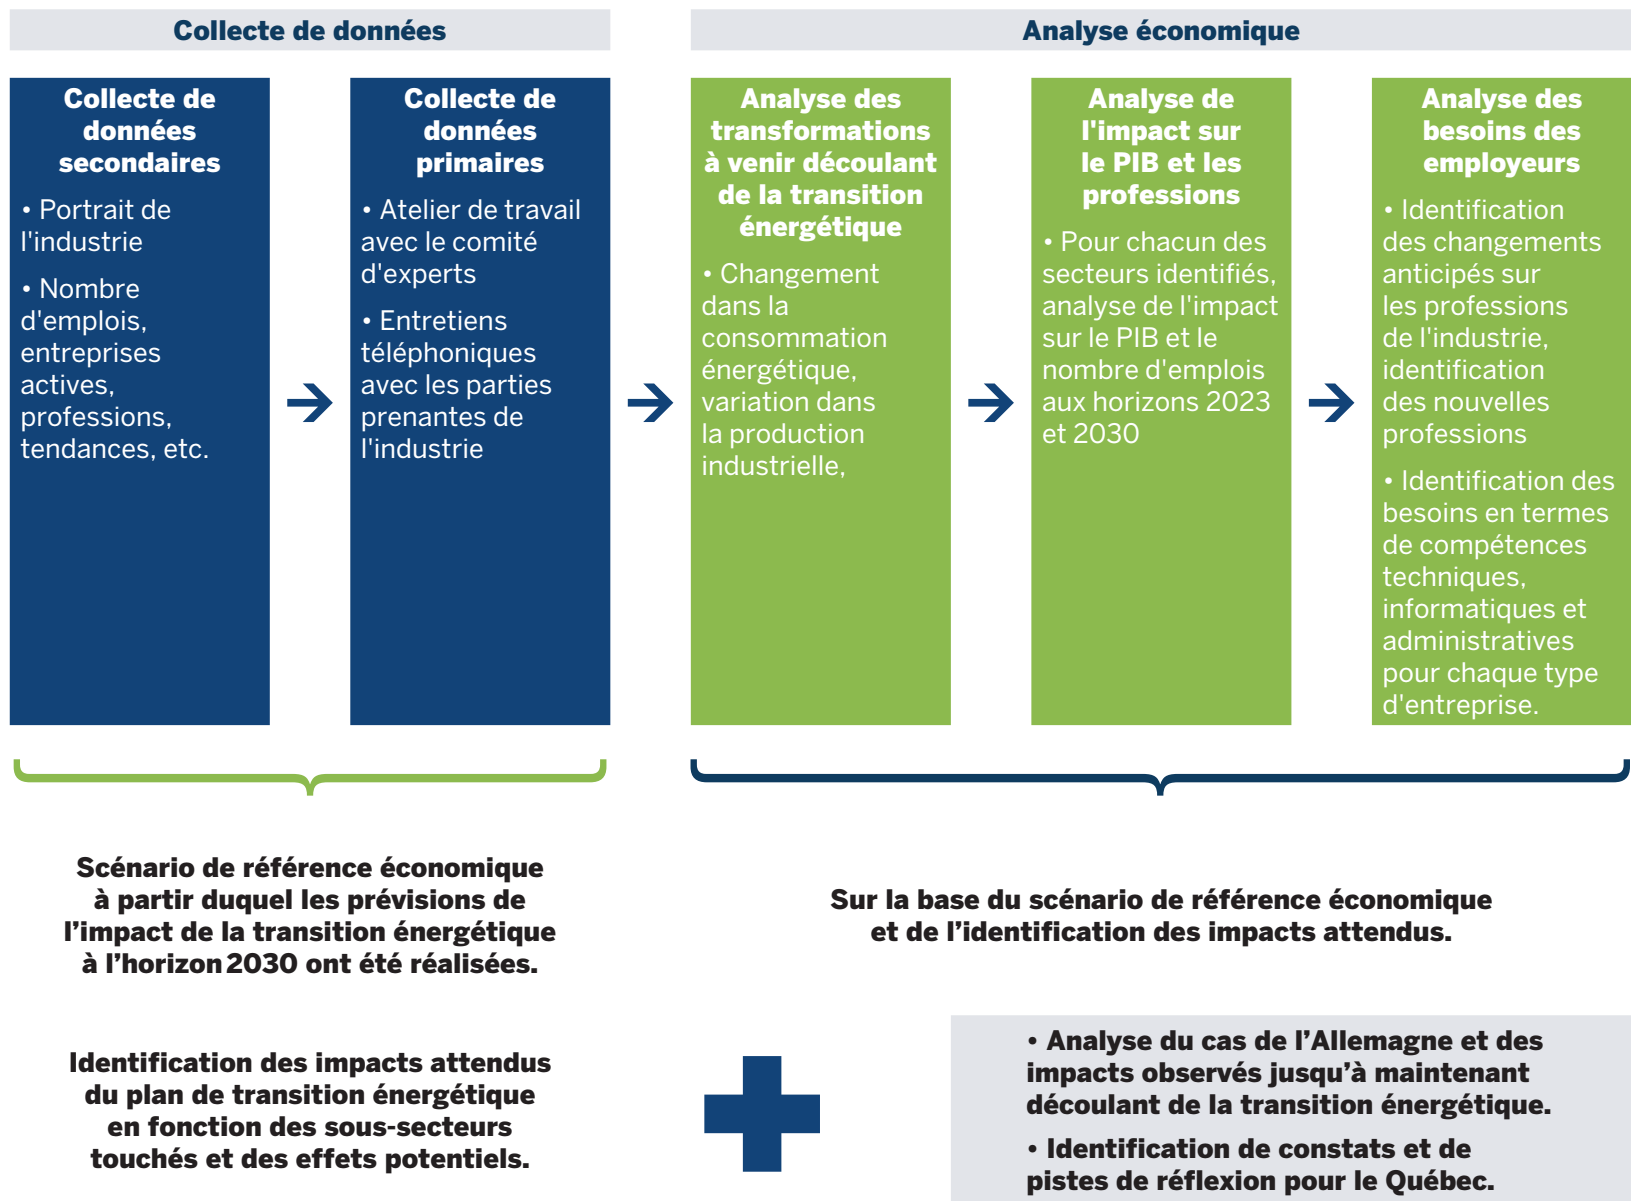 Collecte de données
Analyse économique
Collecte de
données
secondaires
• Portrait de
l'industrie
• Nombre
d'emplois,
entreprises
actives,
professions,
tendances, etc.
Collecte de
données
primaires
• Atelier de travail
avec le comité
d'experts
• Entretiens
téléphoniques
avec les parties
prenantes de
l'industrie
Analyse des
transformations
à venir découlant
de la transition
énergétique
• Changement
dans la
consommation
énergétique,
variation dans
la production
industrielle,
Analyse de
l'impact sur
le PIB et les
professions
• Pour chacun des
secteurs identifiés,
analyse de l'impact
sur le PIB et le
nombre d'emplois
aux horizons 2023
et 2030
Analyse des
besoins des
employeurs
• Identification
des changements
anticipés sur
les professions
de l'industrie,
identification
des nouvelles
professions
• Identification des
besoins en termes
de compétences
techniques,
informatiques et
administratives
pour chaque type
d'entreprise.
Scénario de référence économique
à partir duquel les prévisions de
l’impact de la transition énergétique
à l’horizon 2030 ont été réalisées.
Sur la base du scénario de référence économique
et de l’identification des impacts attendus.
Identification des impacts attendus
du plan de transition énergétique
en fonction des sous-secteurs
touchés et des effets potentiels.
• Analyse du cas de l’Allemagne et des
impacts observés jusqu’à maintenant
découlant de la transition énergétique.
• Identification de constats et de
pistes de réflexion pour le Québec.